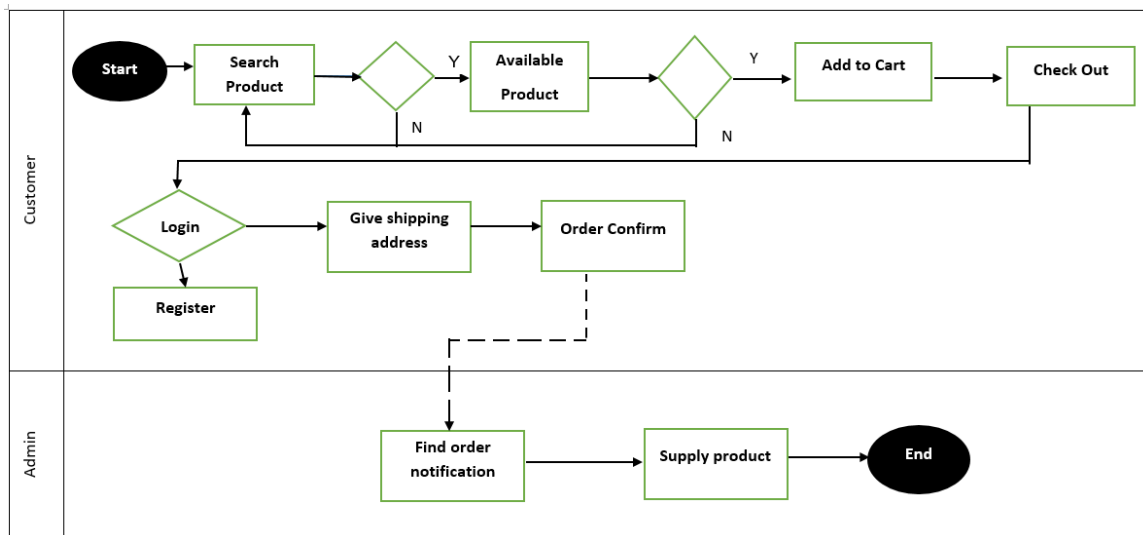 Customer
Start
Search
Product
Y
Available
Product
Y
Add to Cart
Check Out
N
N
Login
Give shipping
address
Order Confirm
Register
Admin
Find order
notification
Supply product
End